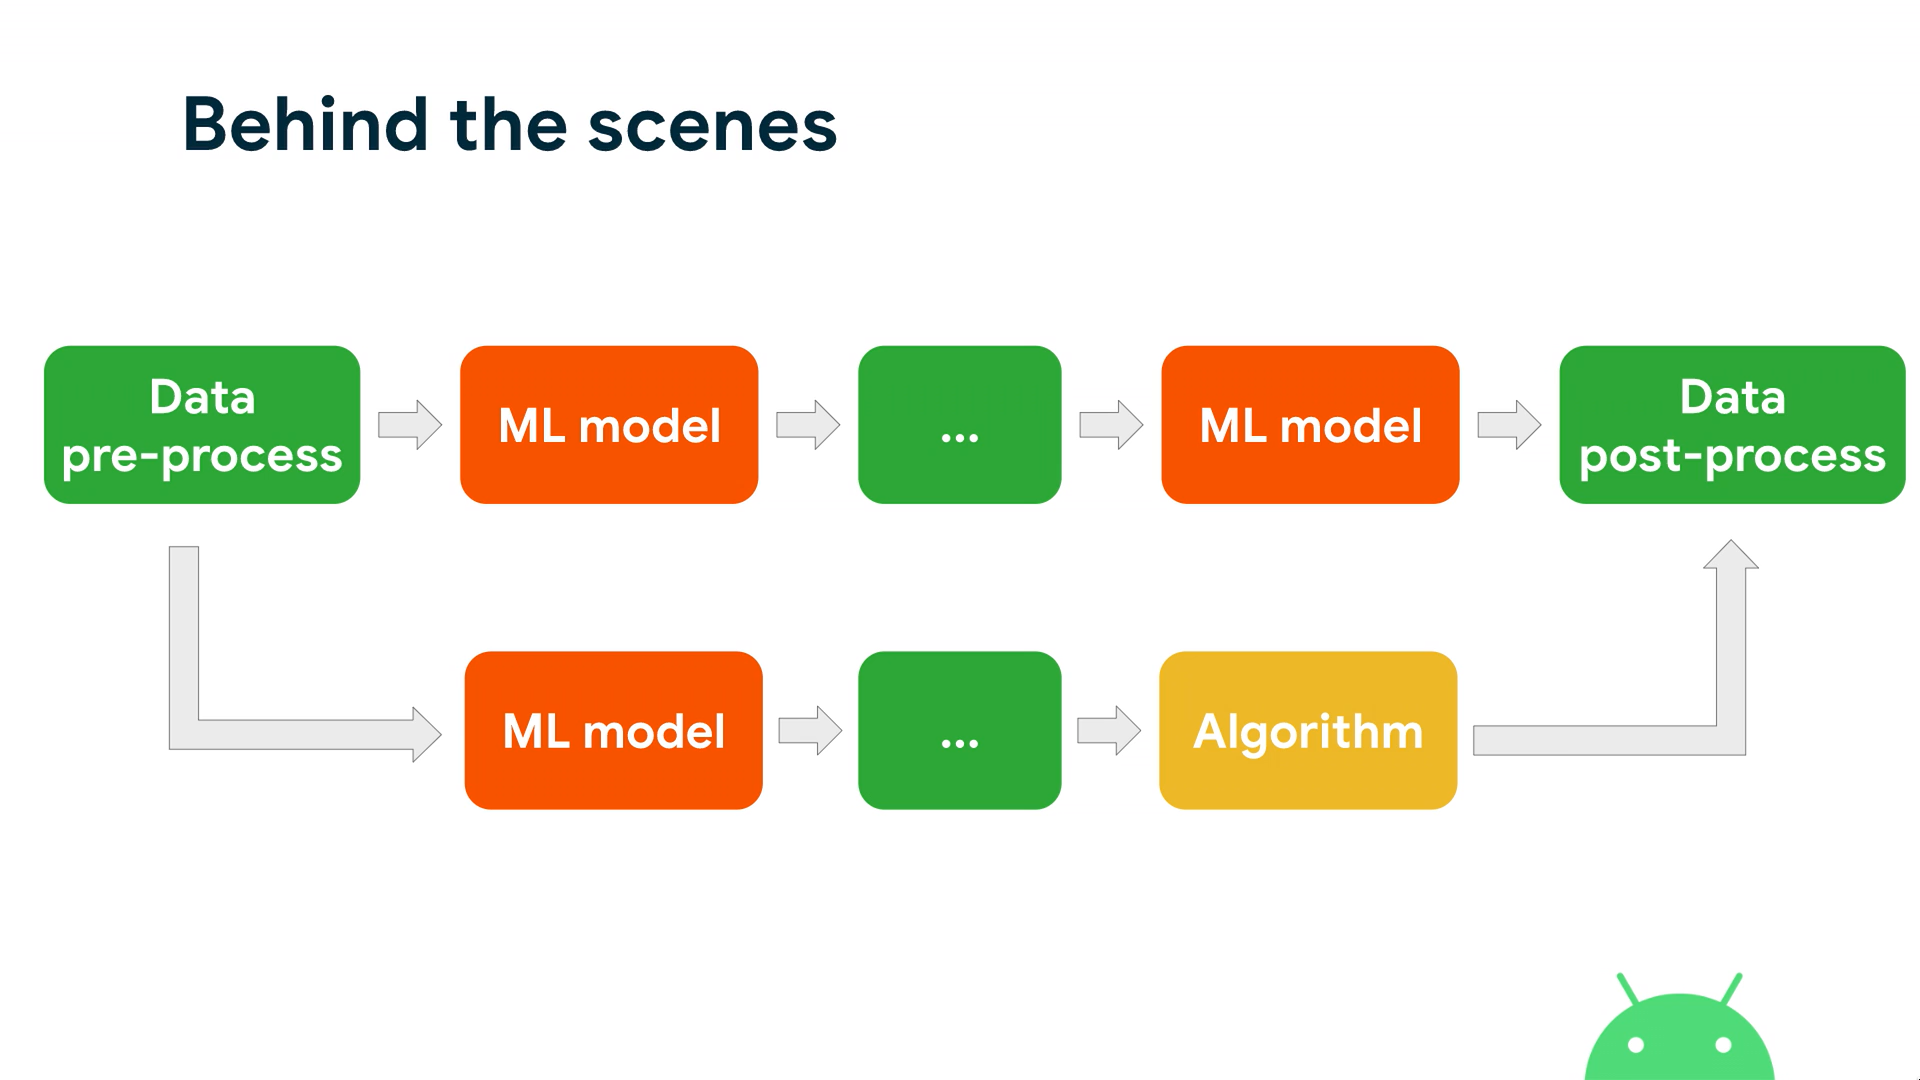 Behind the scenes
Data
pre-process
ML model
...
ML model
Data
post-process
ML model
...
Algorithm